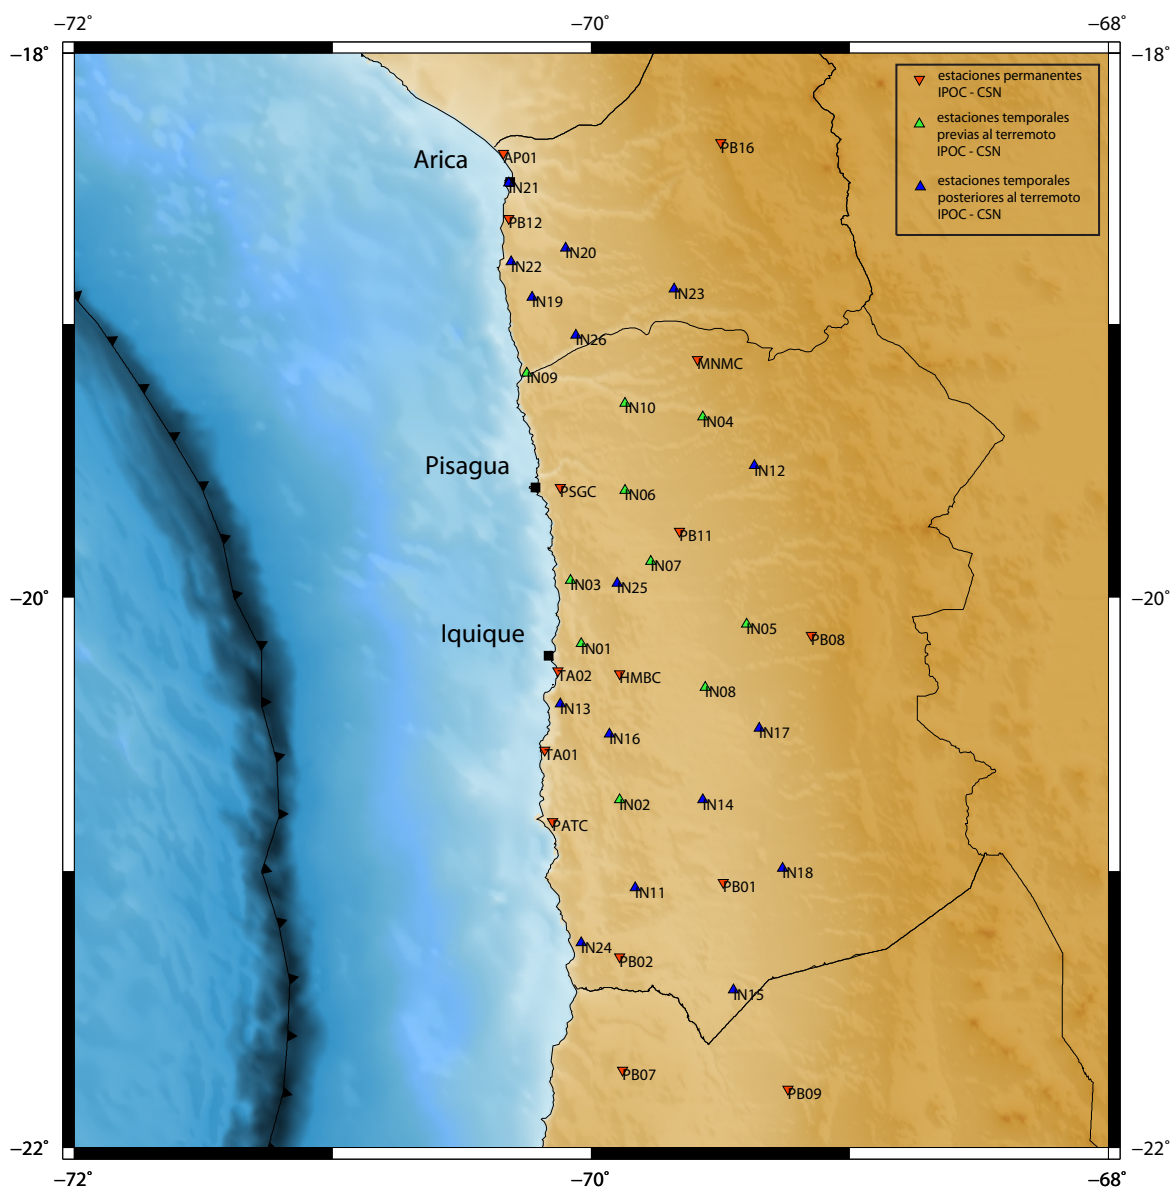 −72°
−70°
−68°
−18°
−18°
estaciones permanentes
IPOC - CSN
estaciones temporales
previas al terremoto
IPOC - CSN
estaciones temporales
posteriores al terremoto
IPOC - CSN
Arica
AP01
PB16
IN21
PB12
IN20
IN22
IN23
IN19
IN26
MNMC
IN09
IN10
IN04
Pisagua
IN12
PSGC
IN06
PB11
IN07
IN03
IN25
−20°
−20°
Iquique
IN05
PB08
IN01
TA02
HMBC
IN08
IN13
IN17
IN16
TA01
IN02
IN14
PATC
IN18
PB01
IN11
IN24
PB02
IN15
PB07
PB09
−22°
−22°
−72°
−70°
−68°